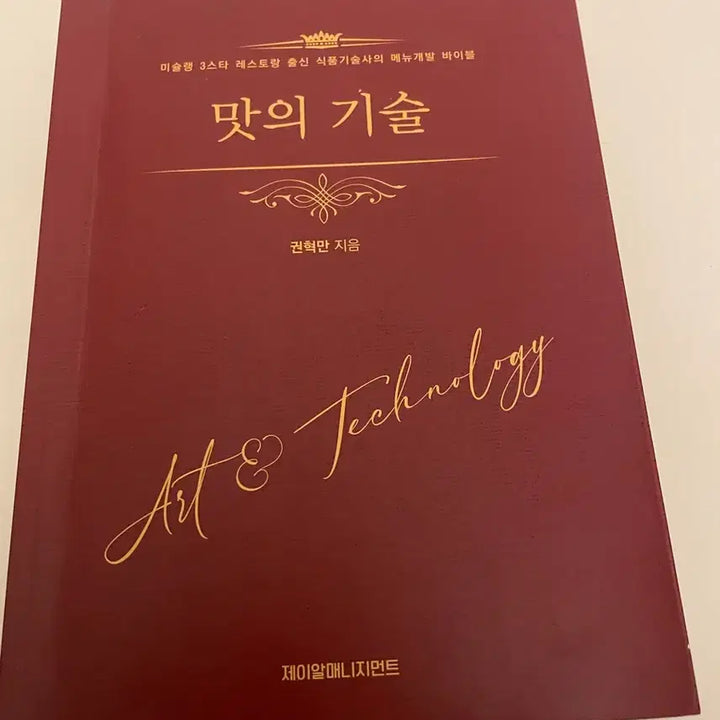 미슐랭 3스타 레스토랑 출신 식품기술사의 메뉴개발 바이블
맛의 기술
권혁만 지음
Art & Technology
제이알매니지먼트